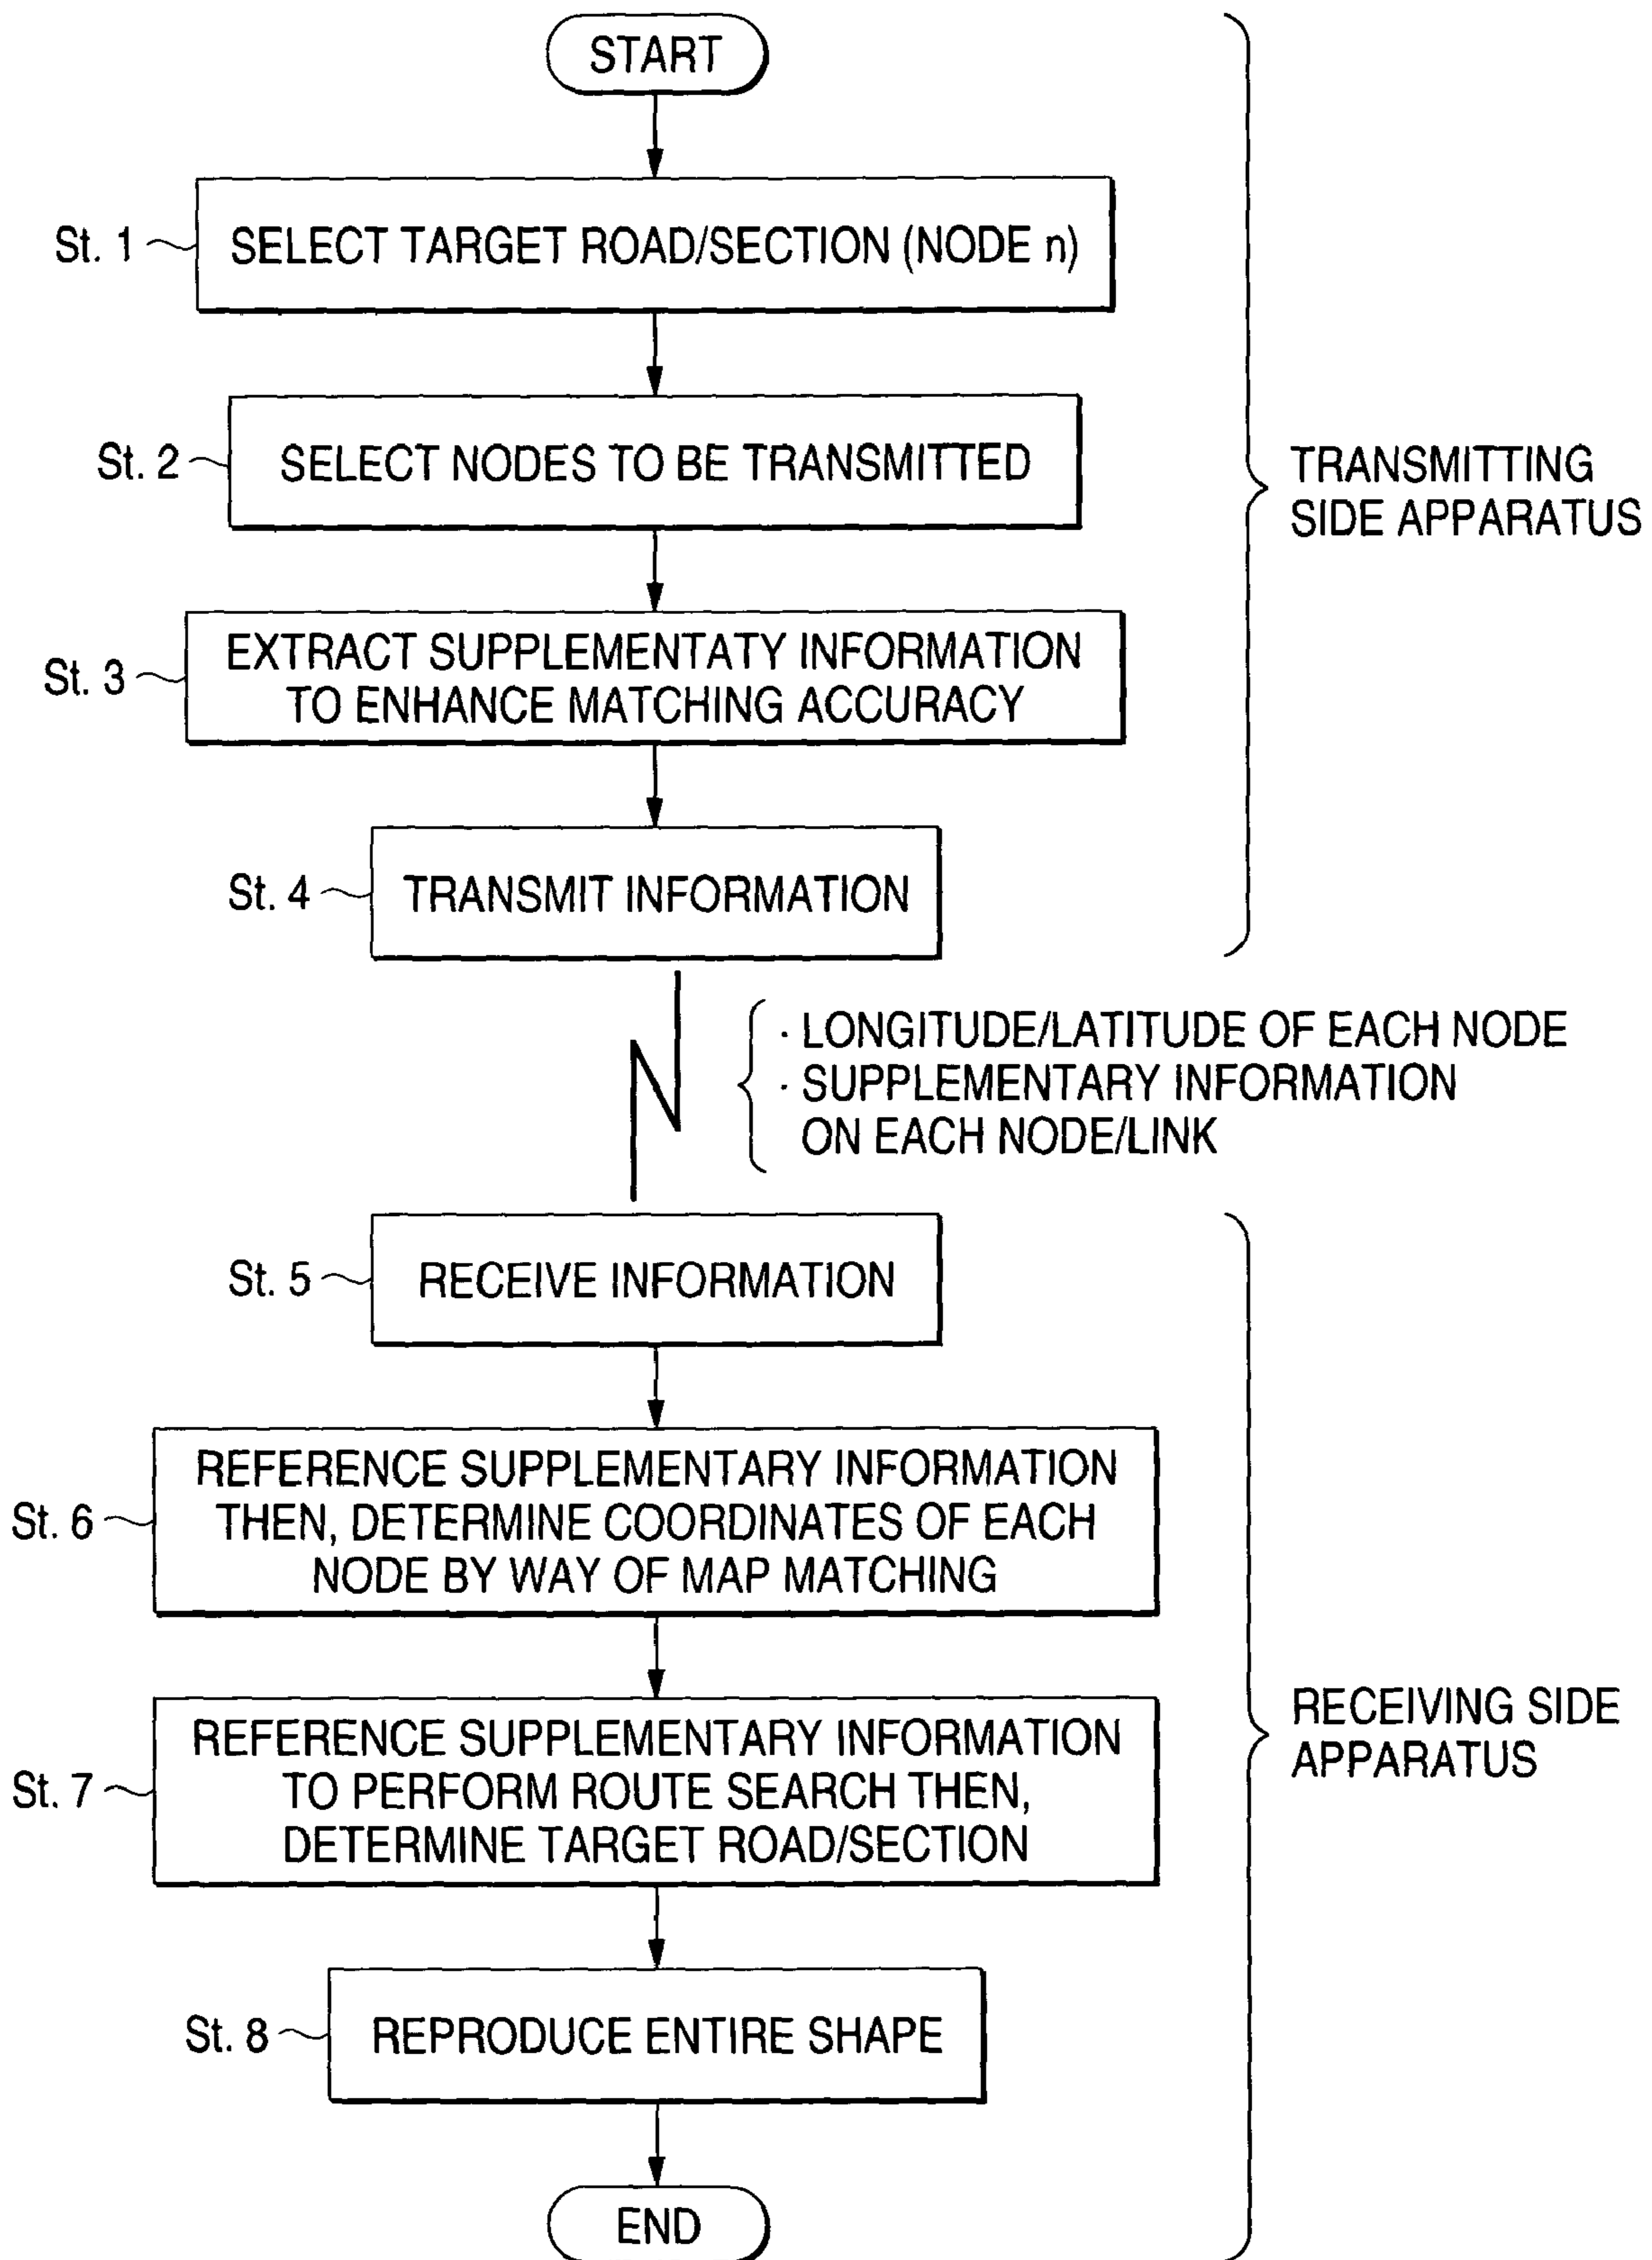 START
St. 1
SELECT TARGET ROAD/SECTION (NODE n)
St. 2
SELECT NODES TO BE TRANSMITTED
TRANSMITTING
SIDE APPARATUS
St. 3
EXTRACT SUPPLEMENTATY INFORMATION
TO ENHANCE MATCHING ACCURACY
St. 4
TRANSMIT INFORMATION
· LONGITUDE/LATITUDE OF EACH NODE
· SUPPLEMENTARY INFORMATION
ON EACH NODE/LINK
St. 5
RECEIVE INFORMATION
St. 6
REFERENCE SUPPLEMENTARY INFORMATION
THEN, DETERMINE COORDINATES OF EACH
NODE BY WAY OF MAP MATCHING
RECEIVING SIDE
APPARATUS
St. 7
REFERENCE SUPPLEMENTARY INFORMATION
TO PERFORM ROUTE SEARCH THEN,
DETERMINE TARGET ROAD/SECTION
St. 8
REPRODUCE ENTIRE SHAPE
END